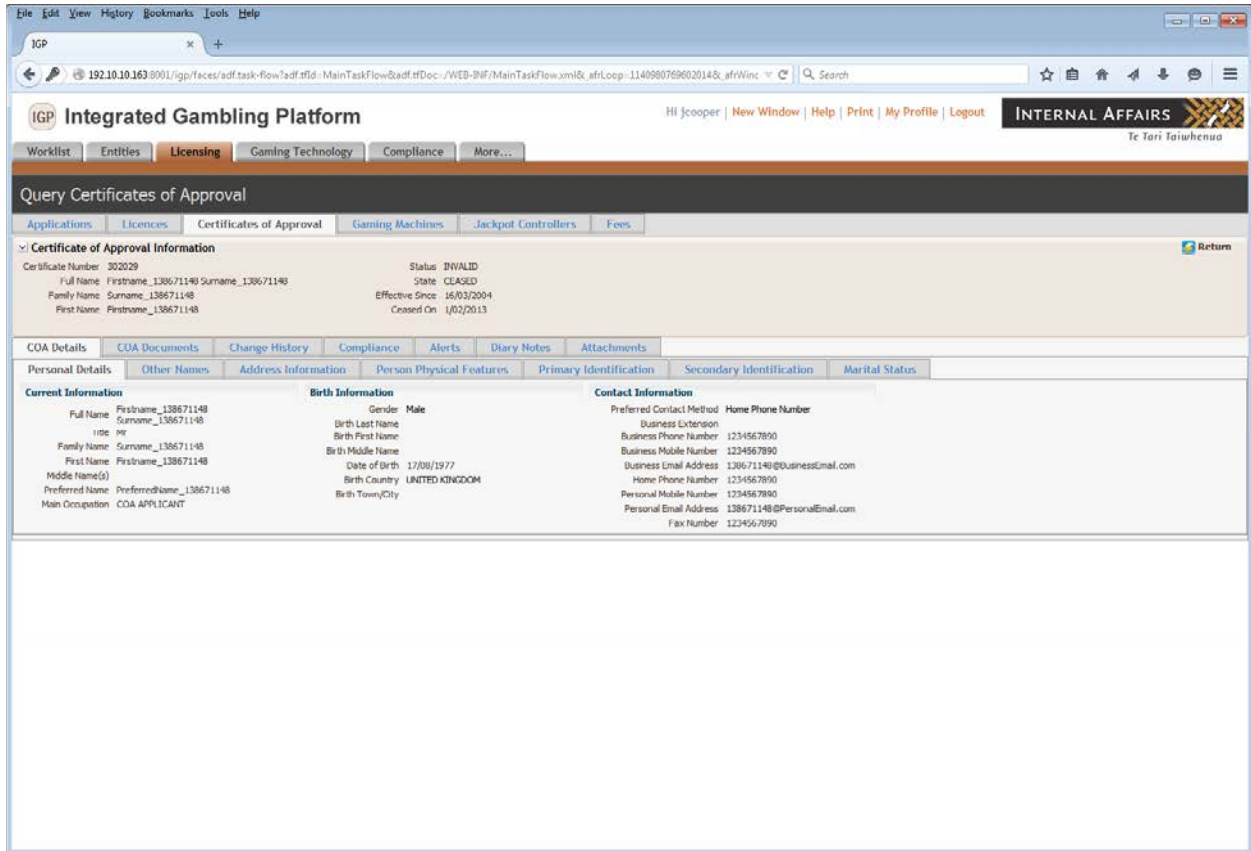 File Edit View History Bookmarks Tools Help
IGP
192.10.10.163:8001/igp/faces/adf.task-flow?adf.tfId=MainTaskFlow&adf.tfDoc=/WEB-INF/MainTaskFlow.xml&_afrLoop=1140980769602014&_afrWinc Search
IGP Integrated Gambling Platform
Hi jcooper | New Window | Help | Print | My Profile | Logout
INTERNAL AFFAIRS
Te Tari Taiwhenua
Worklist Entities Licensing Gaming Technology Compliance More...
Query Certificates of Approval
Applications Licences Certificates of Approval Gaming Machines Jackpot Controllers Fees
Certificate of Approval Information Return
Certificate Number 302029 Status INVALID
Full Name Firstname_138671148 Surname_138671148 State CEASED
Family Name Surname_138671148 Effective Since 16/03/2004
First Name Firstname_138671148 Ceased On 1/02/2013
COA Details COA Documents Change History Compliance Alerts Diary Notes Attachments
Personal Details Other Names Address Information Person Physical Features Primary Identification Secondary Identification Marital Status
Current Information
Full Name Firstname_138671148
Surname_138671148
Title Mr
Family Name Surname_138671148
First Name Firstname_138671148
Middle Name(s)
Preferred Name PreferredName_138671148
Main Occupation COA APPLICANT
Birth Information
Gender Male
Birth Last Name
Birth First Name
Birth Middle Name
Date of Birth 17/08/1977
Birth Country UNITED KINGDOM
Birth Town/City
Contact Information
Preferred Contact Method Home Phone Number
Business Extension
Business Phone Number 1234567890
Business Mobile Number 1234567890
Business Email Address 138671148@BusinessEmail.com
Home Phone Number 1234567890
Personal Mobile Number 1234567890
Personal Email Address 138671148@PersonalEmail.com
Fax Number 1234567890